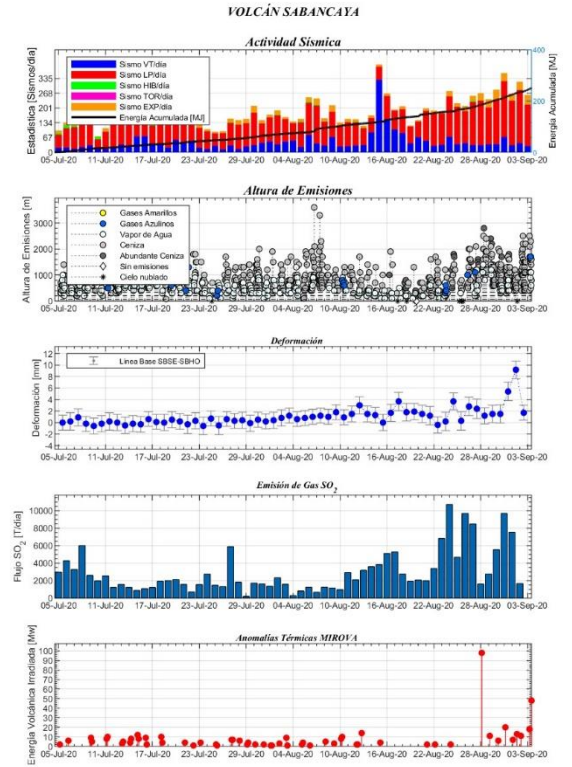 VOLCÁN SABANCAYA
Actividad Sísmica
Sismo VT/día
Sismo LP/día
Sismo HIB/día
Sismo TOR/día
Sismo EXP/día
Energía Acumulada [MJ]
Estadística [Sismos/día]
335
268
201
134
67
0
400
200
0
Energía Acumulada [MJ]
05-Jul-20 11-Jul-20 17-Jul-20 23-Jul-20 29-Jul-20 04-Aug-20 10-Aug-20 16-Aug-20 22-Aug-20 28-Aug-20 03-Sep-20
Altura de Emisiones
Gases Amarillos
Gases Azulinos
Vapor de Agua
Ceniza
Abundante Ceniza
Sin emisiones
Cielo nublado
Altura de Emisiones [m]
3000
2000
1000
0
05-Jul-20 11-Jul-20 17-Jul-20 23-Jul-20 29-Jul-20 04-Aug-20 10-Aug-20 16-Aug-20 22-Aug-20 28-Aug-20 03-Sep-20
Deformación
Línea Base SBSE-SBHO
Deformación [mm]
12
10
8
6
4
2
0
-2
-4
05-Jul-20 11-Jul-20 17-Jul-20 23-Jul-20 29-Jul-20 04-Aug-20 10-Aug-20 16-Aug-20 22-Aug-20 28-Aug-20 03-Sep-20
Emisión de Gas SO2
Flujo SO2 [T/día]
10000
8000
6000
4000
2000
0
05-Jul-20 11-Jul-20 17-Jul-20 23-Jul-20 29-Jul-20 04-Aug-20 10-Aug-20 16-Aug-20 22-Aug-20 28-Aug-20 03-Sep-20
Anomalías Térmicas MIROVA
Energía Volcánica Irradiada [Mw]
100
90
80
70
60
50
40
30
20
10
0
05-Jul-20 11-Jul-20 17-Jul-20 23-Jul-20 29-Jul-20 04-Aug-20 10-Aug-20 16-Aug-20 22-Aug-20 28-Aug-20 03-Sep-20